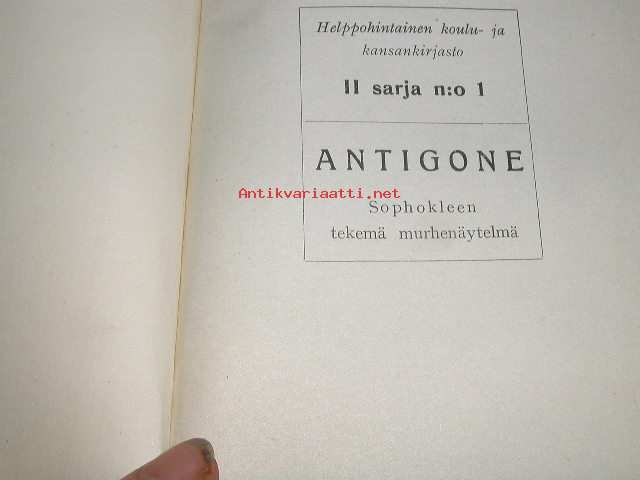 Helppohintainen koulu- ja
kansankirjasto
II sarja n:o 1
ANTIGONE
Antikvariaatti.net
Sophokleen
tekemä murhenäytelmä